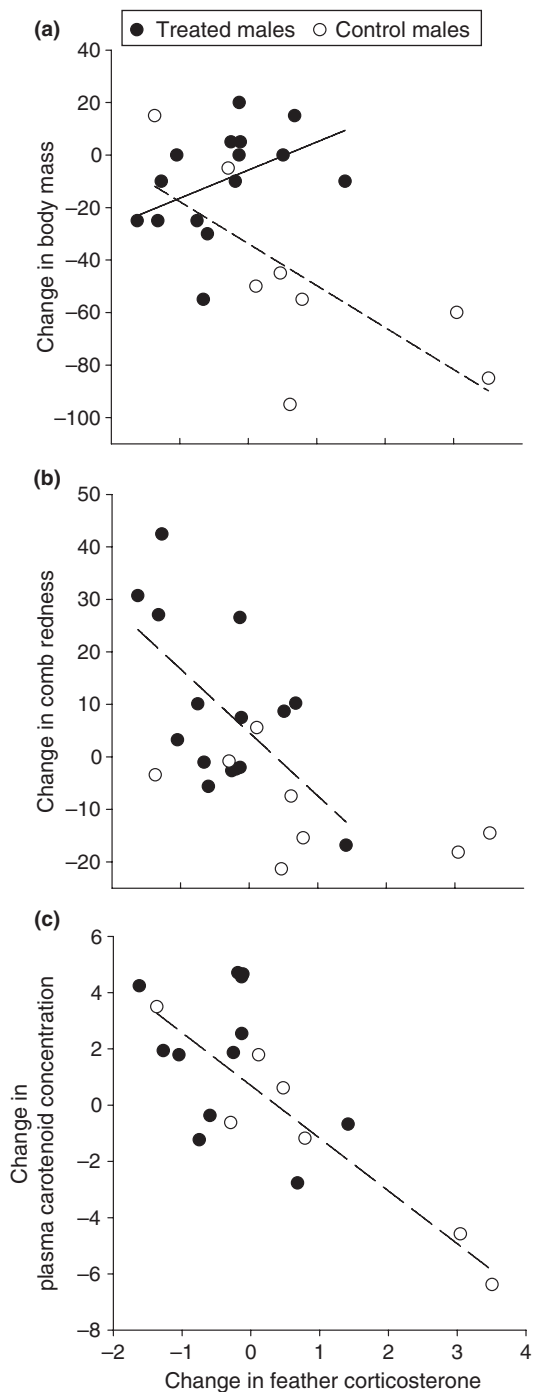 (a)
Treated males Control males
40
20
0
–20
–40
–60
–80
–100
Change in body mass
(b)
50
40
30
20
10
0
–10
–20
Change in comb redness
(c)
6
4
2
0
–2
–4
–6
–8
Change in
plasma carotenoid concentration
–2 –1 0 1 2 3 4
Change in feather corticosterone